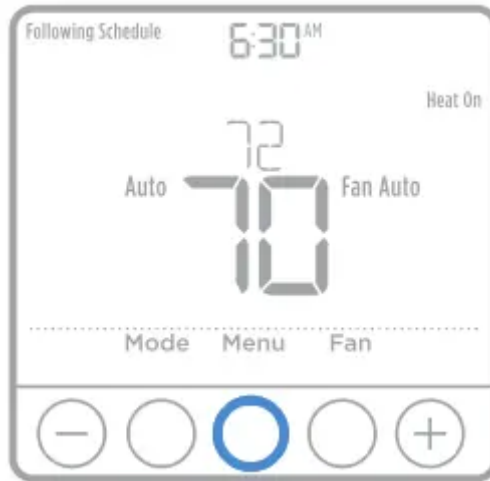 Following Schedule 6:30 AM
Heat On
72
Auto 70 Fan Auto
Mode Menu Fan
− +